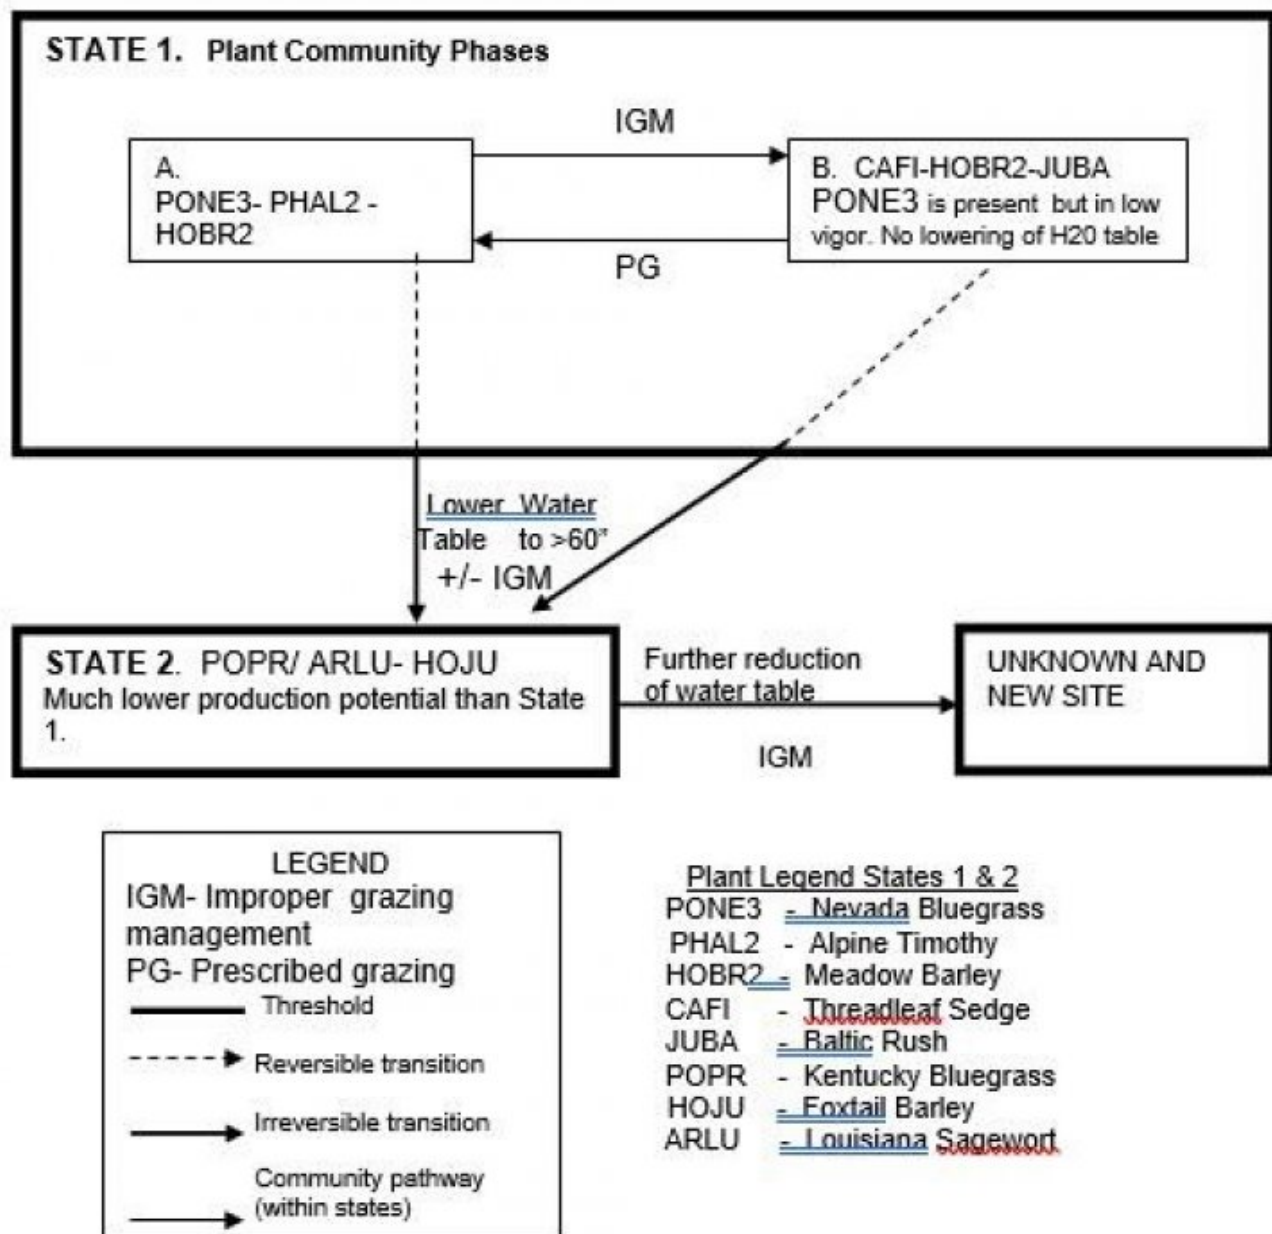 STATE 1. Plant Community Phases
IGM
A.
PONE3- PHAL2 -
HOBR2
B. CAFI-HOBR2-JUBA
PONE3 is present but in low
vigor. No lowering of H20 table
PG
Lower Water
Table to >60"
+/- IGM
STATE 2. POPR/ ARLU- HOJU
Much lower production potential than State
1.
Further reduction
of water table
IGM
UNKNOWN AND
NEW SITE
LEGEND
IGM- Improper grazing
management
PG- Prescribed grazing
Threshold
Reversible transition
Irreversible transition
Community pathway
(within states)
Plant Legend States 1 & 2
PONE3 - Nevada Bluegrass
PHAL2 - Alpine Timothy
HOBR2 - Meadow Barley
CAFI - Threadleaf Sedge
JUBA - Baltic Rush
POPR - Kentucky Bluegrass
HOJU - Foxtail Barley
ARLU - Louisiana Sagewort